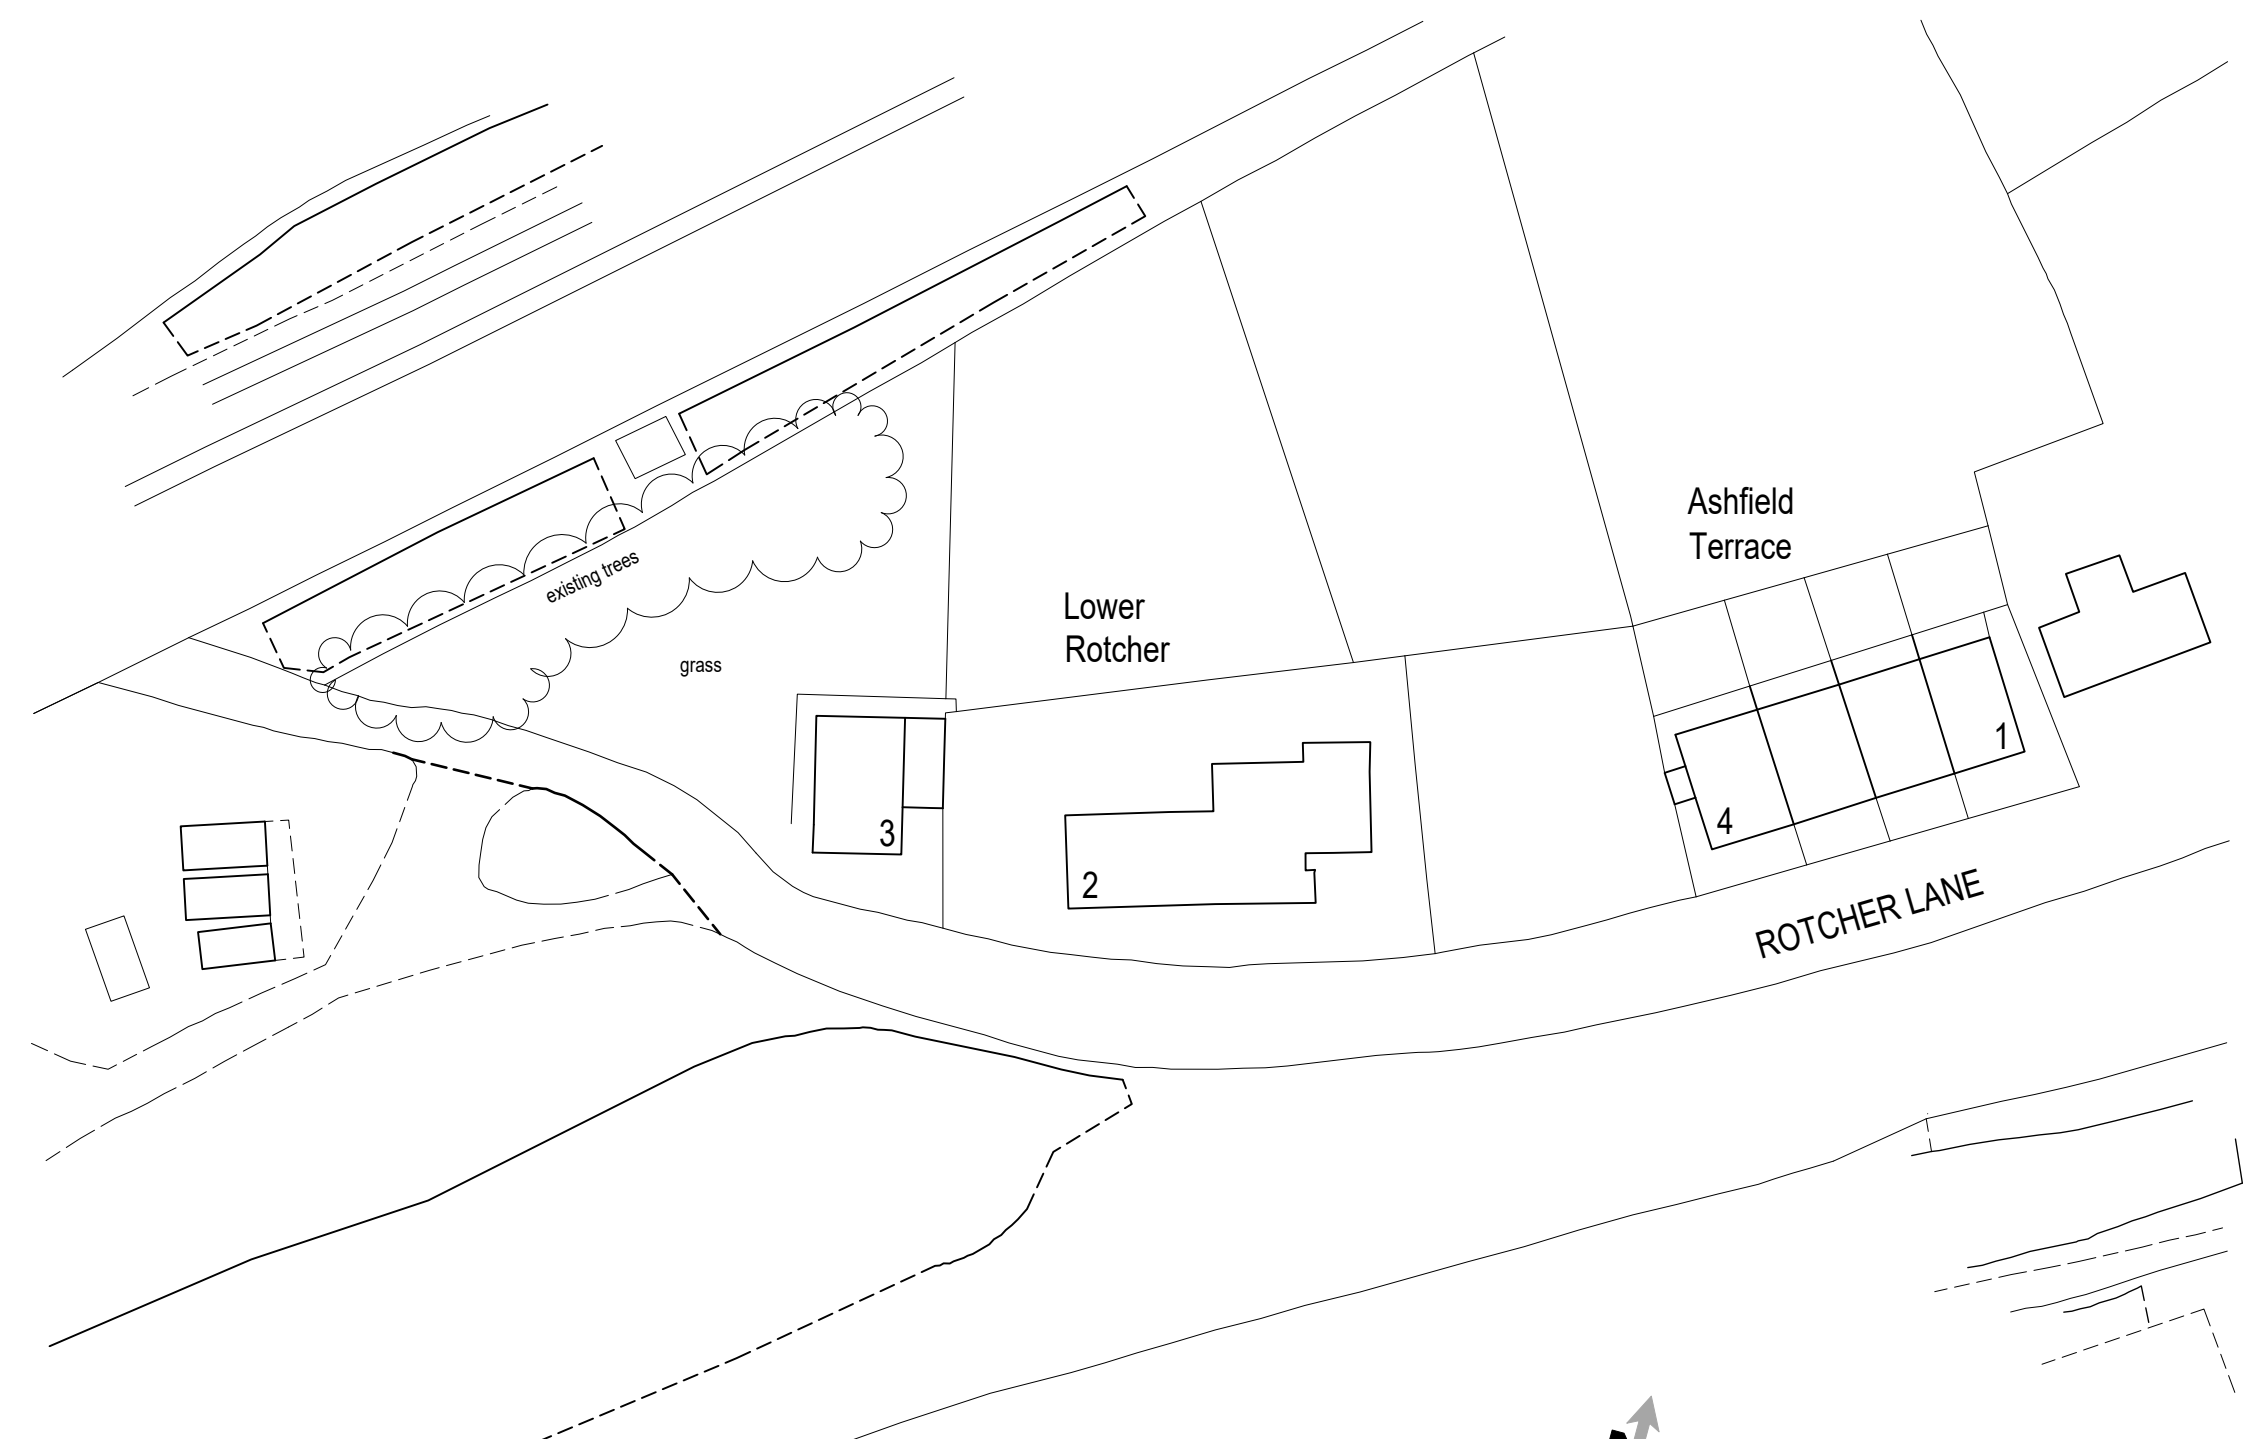 Ashfield
Terrace
existing trees
Lower
Rotcher
grass
1
4
3
2
ROTCHER LANE